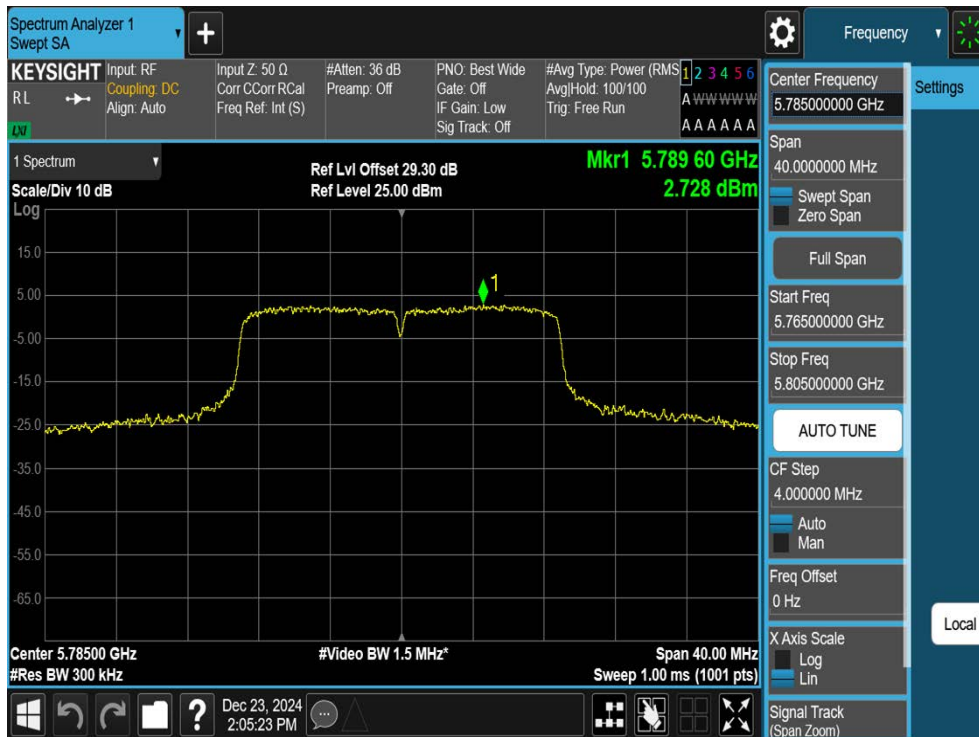 Spectrum Analyzer 1
Swept SA
+
Frequency
KEYSIGHT
RL
LXI
Input: RF
Coupling: DC
Align: Auto
Input Z: 50 Ω
Corr CCorr RCal
Freq Ref: Int (S)
#Atten: 36 dB
Preamp: Off
PNO: Best Wide
Gate: Off
IF Gain: Low
Sig Track: Off
#Avg Type: Power (RMS
Avg|Hold: 100/100
Trig: Free Run
1 2 3 4 5 6
A W W W W W
A A A A A A
1 Spectrum
Scale/Div 10 dB
Log
Ref Lvl Offset 29.30 dB
Ref Level 25.00 dBm
Mkr1 5.789 60 GHz
2.728 dBm
15.0
5.00
-5.00
-15.0
-25.0
-35.0
-45.0
-55.0
-65.0
1
Center 5.78500 GHz
#Res BW 300 kHz
#Video BW 1.5 MHz*
Span 40.00 MHz
Sweep 1.00 ms (1001 pts)
Center Frequency
5.785000000 GHz
Span
40.0000000 MHz
Swept Span
Zero Span
Full Span
Start Freq
5.765000000 GHz
Stop Freq
5.805000000 GHz
AUTO TUNE
CF Step
4.000000 MHz
Auto
Man
Freq Offset
0 Hz
X Axis Scale
Log
Lin
Signal Track
(Span Zoom)
Settings
Local
?
Dec 23, 2024
2:05:23 PM